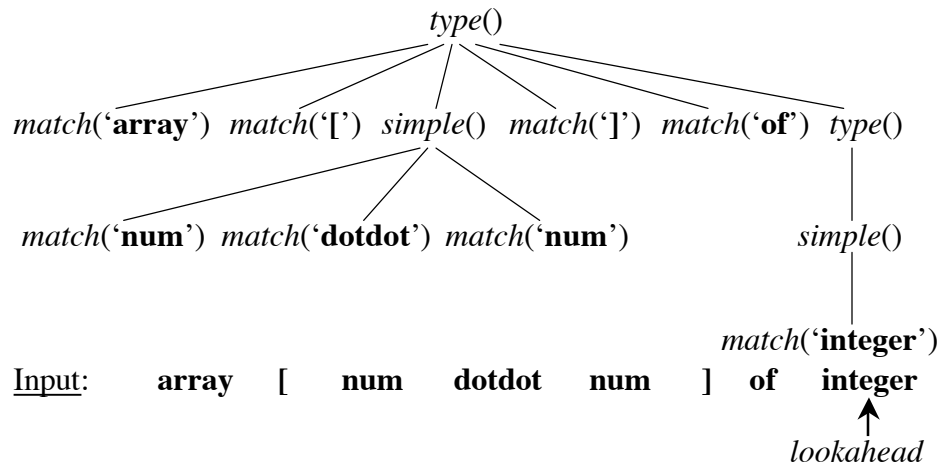 type()
match(‘array’) match(‘[’) simple() match(‘]’) match(‘of’) type()
match(‘num’) match(‘dotdot’) match(‘num’) simple()
match(‘integer’)
Input: array [ num dotdot num ] of integer
lookahead